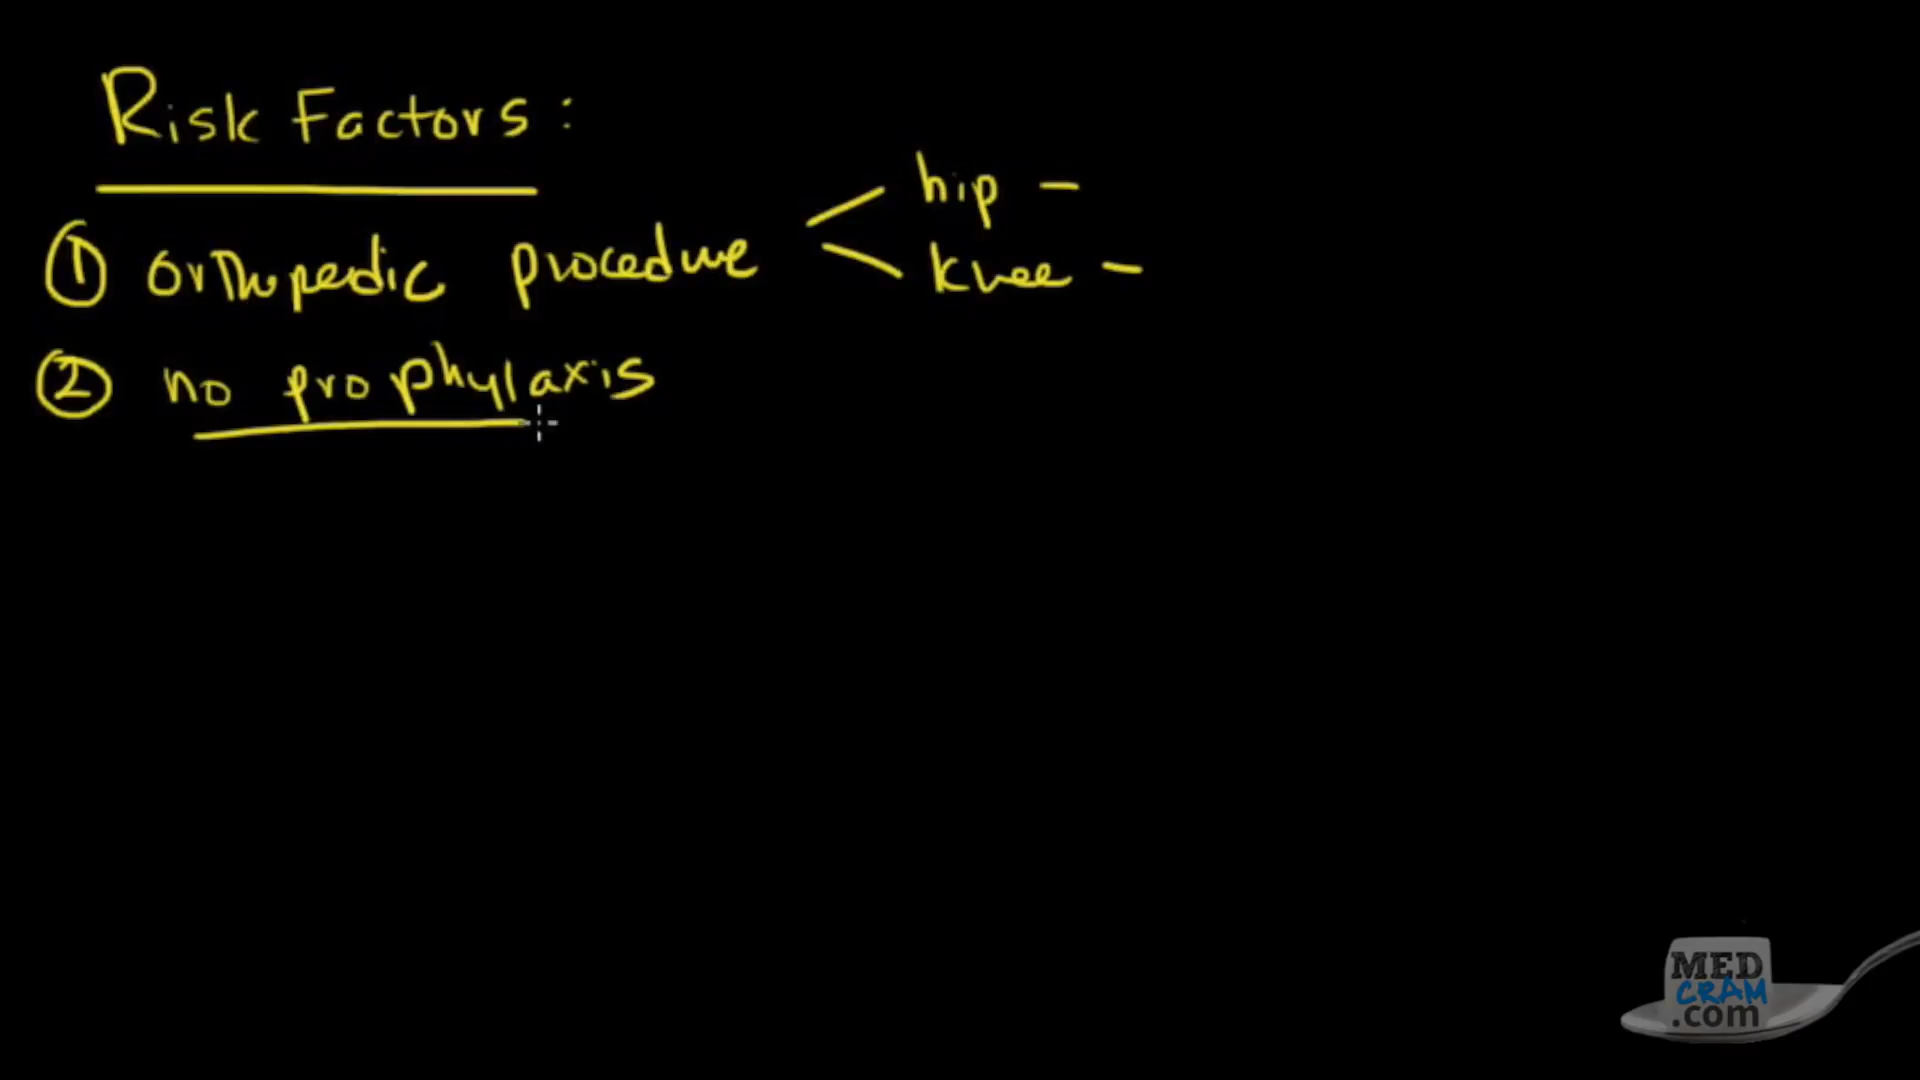 Risk Factors:
① orthopedic procedure
hip -
knee -
② no prophylaxis
MED
CRAM
.com